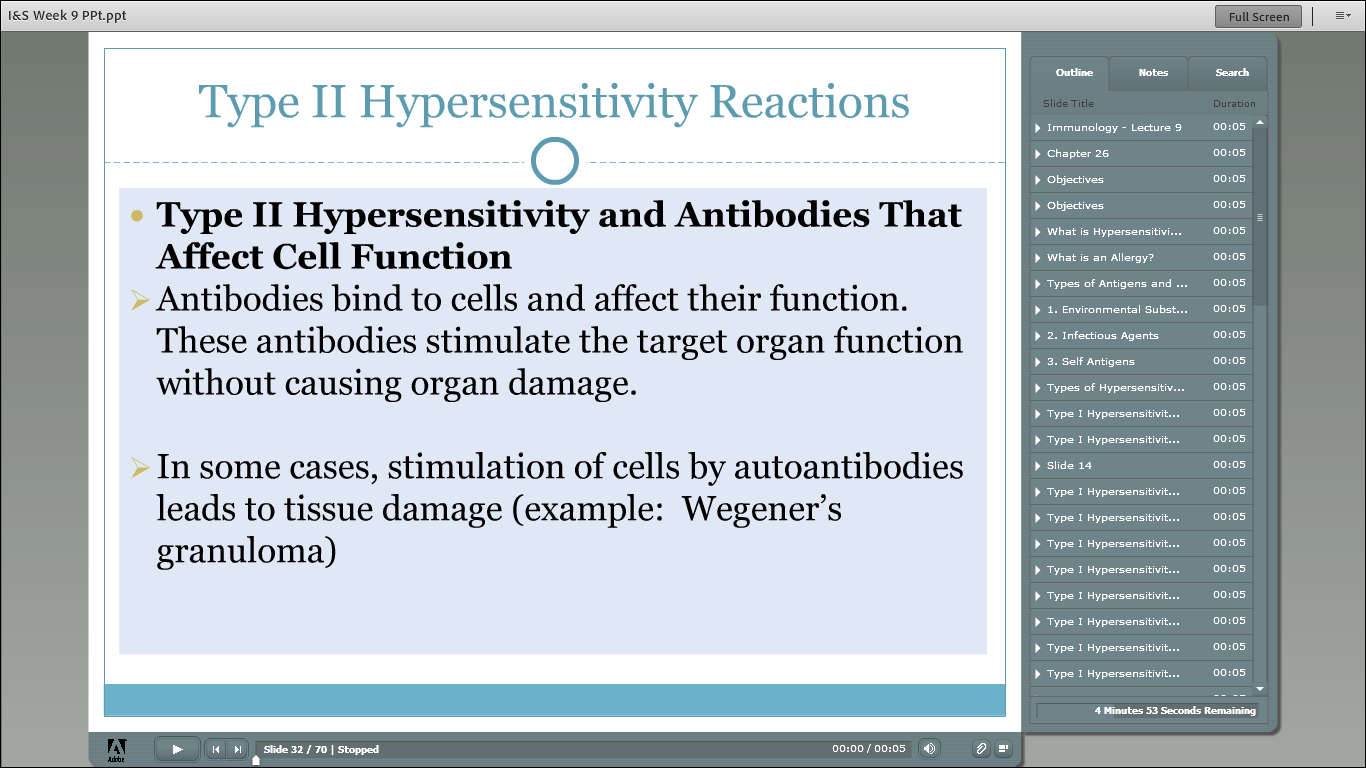 I&S Week 9 PPt.ppt
Full Screen
Type II Hypersensitivity Reactions
Type II Hypersensitivity and Antibodies That
Affect Cell Function
Antibodies bind to cells and affect their function.
These antibodies stimulate the target organ function
without causing organ damage.
In some cases, stimulation of cells by autoantibodies
leads to tissue damage (example:  Wegener's
granuloma)
Outline Notes Search
Slide Title Duration
Immunology - Lecture 9 00:05
Chapter 26 00:05
Objectives 00:05
Objectives 00:05
What is Hypersensitivi... 00:05
What is an Allergy? 00:05
Types of Antigens and ... 00:05
1. Environmental Subst... 00:05
2. Infectious Agents 00:05
3. Self Antigens 00:05
Types of Hypersensitiv... 00:05
Type I Hypersensitivit... 00:05
Type I Hypersensitivit... 00:05
Slide 14 00:05
Type I Hypersensitivit... 00:05
Type I Hypersensitivit... 00:05
Type I Hypersensitivit... 00:05
Type I Hypersensitivit... 00:05
Type I Hypersensitivit... 00:05
Type I Hypersensitivit... 00:05
Type I Hypersensitivit... 00:05
Type I Hypersensitivit... 00:05
4 Minutes 53 Seconds Remaining
Adobe
Slide 32 / 70 | Stopped
00:00 / 00:05